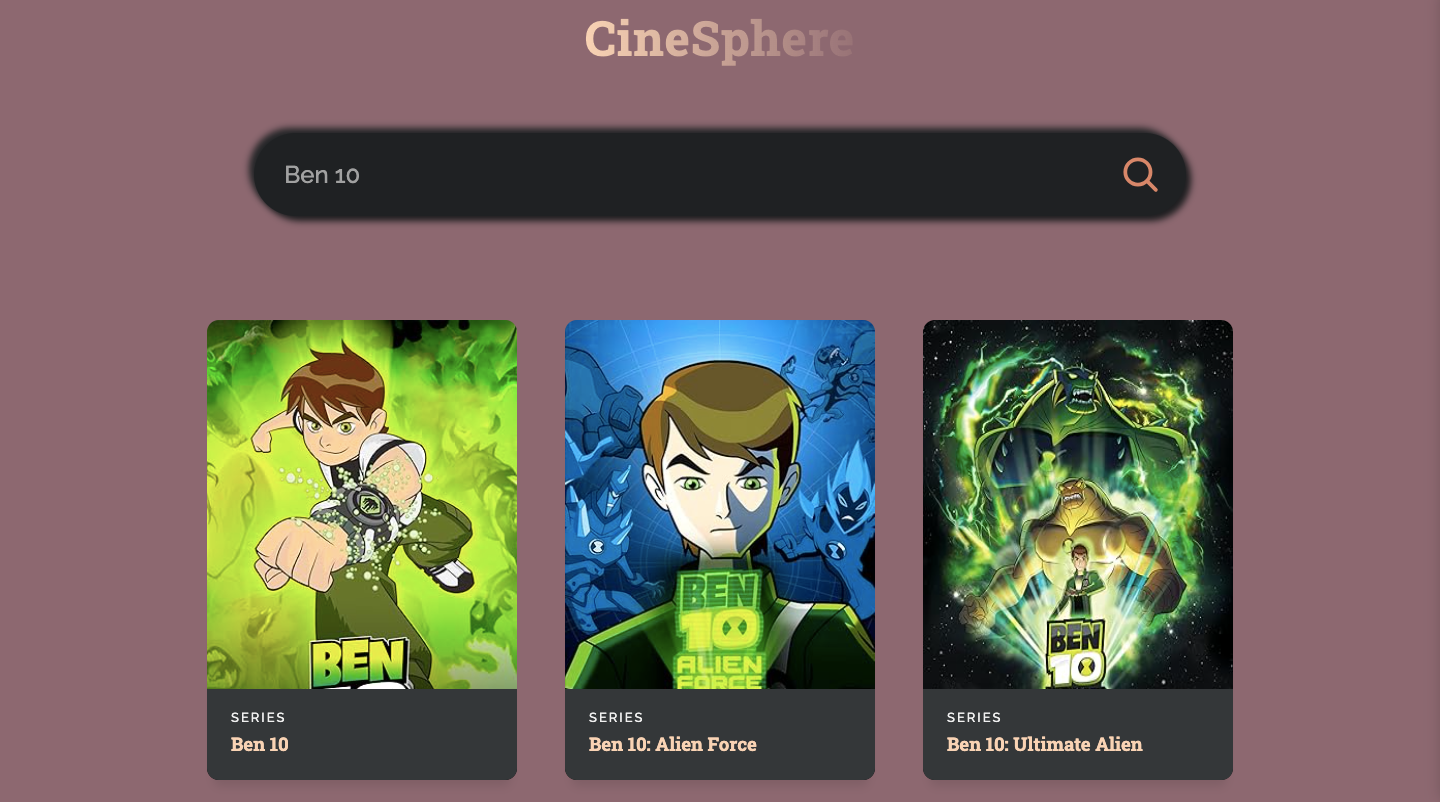 CineSphere
Ben 10
BEN
BEN
10
ALIEN
FORCE
BEN
10
SERIES
Ben 10
SERIES
Ben 10: Alien Force
SERIES
Ben 10: Ultimate Alien